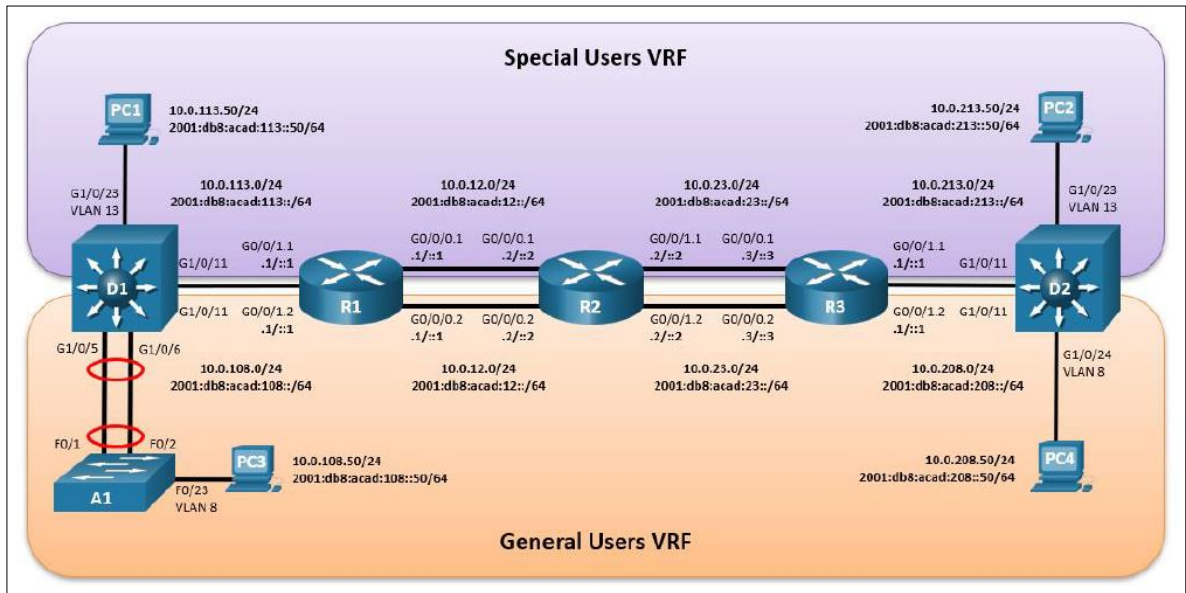 Special Users VRF
PC1
10.0.113.50/24
2001:db8:acad:113::50/64
10.0.213.50/24
2001:db8:acad:213::50/64
PC2
G1/0/23
VLAN 13
10.0.113.0/24
2001:db8:acad:113::/64
10.0.12.0/24
2001:db8:acad:12::/64
10.0.23.0/24
2001:db8:acad:23::/64
10.0.213.0/24
2001:db8:acad:213::/64
G1/0/23
VLAN 13
D1
G1/0/11
G0/0/1.1
.1/::1
R1
G0/0/0.1
.1/::1
G0/0/0.1
.2/::2
R2
G0/0/1.1
.2/::2
G0/0/0.1
.3/::3
R3
G0/0/1.1
.1/::1
G1/0/11
D2
G1/0/11
G0/0/1.2
.1/::1
G0/0/0.2
.1/::1
G0/0/0.2
.2/::2
G0/0/1.2
.2/::2
G0/0/0.2
.3/::3
G0/0/1.2
.1/::1
G1/0/11
G1/0/5
G1/0/6
10.0.108.0/24
2001:db8:acad:108::/64
10.0.12.0/24
2001:db8:acad:12::/64
10.0.23.0/24
2001:db8:acad:23::/64
10.0.208.0/24
2001:db8:acad:208::/64
G1/0/24
VLAN 8
F0/1
F0/2
A1
F0/23
VLAN 8
PC3
10.0.108.50/24
2001:db8:acad:108::50/64
10.0.208.50/24
2001:db8:acad:208::50/64
PC4
General Users VRF